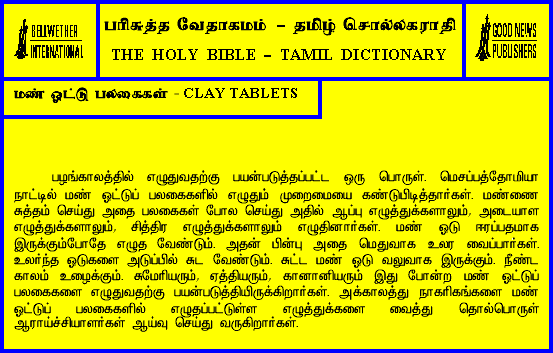 BELLWETHER
INTERNATIONAL
பரிசுத்த வேதாகமம் – தமிழ் சொல்லகராதி
THE HOLY BIBLE – TAMIL DICTIONARY
GOOD NEWS
PUBLISHERS
மண் ஓட்டு பலகைகள் - CLAY TABLETS
பழங்காலத்தில் எழுதுவதற்கு பயன்படுத்தப்பட்ட ஒரு பொருள். மெசப்பத்தோமியா
நாட்டில் மண் ஓட்டுப் பலகைகளில் எழுதும் முறைமையை கண்டுபிடித்தார்கள். மண்ணை
சுத்தம் செய்து அதை பலகைகள் போல செய்து அதில் ஆப்பு எழுத்துக்களாலும், அடையாள
எழுத்துக்களாலும், சித்திர எழுத்துக்களாலும் எழுதினார்கள். மண் ஓடு ஈரப்பதமாக
இருக்கும்போதே எழுத வேண்டும். அதன் பின்பு அதை மெதுவாக உலர வைப்பார்கள்.
உலர்ந்த ஓடுகளை அடுப்பில் சுட வேண்டும். சுட்ட மண் ஓடு வலுவாக இருக்கும். நீண்ட
காலம் உழைக்கும். சுமேரியரும், ஏத்தியரும், கானானியரும் இது போன்ற மண் ஓட்டுப்
பலகைகளை எழுதுவதற்கு பயன்படுத்தியிருக்கிறார்கள். அக்காலத்து நாகரிகங்களை மண்
ஓட்டுப் பலகைகளில் எழுதப்பட்டுள்ள எழுத்துக்களை வைத்து தொல்பொருள்
ஆராய்ச்சியாளர்கள் ஆய்வு செய்து வருகிறார்கள்.